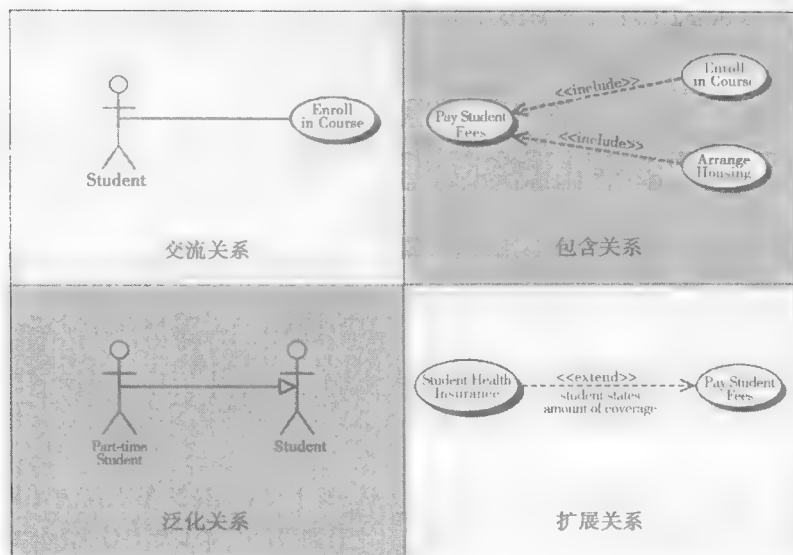 Enroll
in Course
Student
交流关系
<<include>>
Enroll
in Course
Pay Student
Fees
<<include>>
Arrange
Housing
包含关系
Part-time
Student
Student
泛化关系
Student Health
Insurance
<<extend>>
student states
amount of coverage
Pay Student
Fees
扩展关系